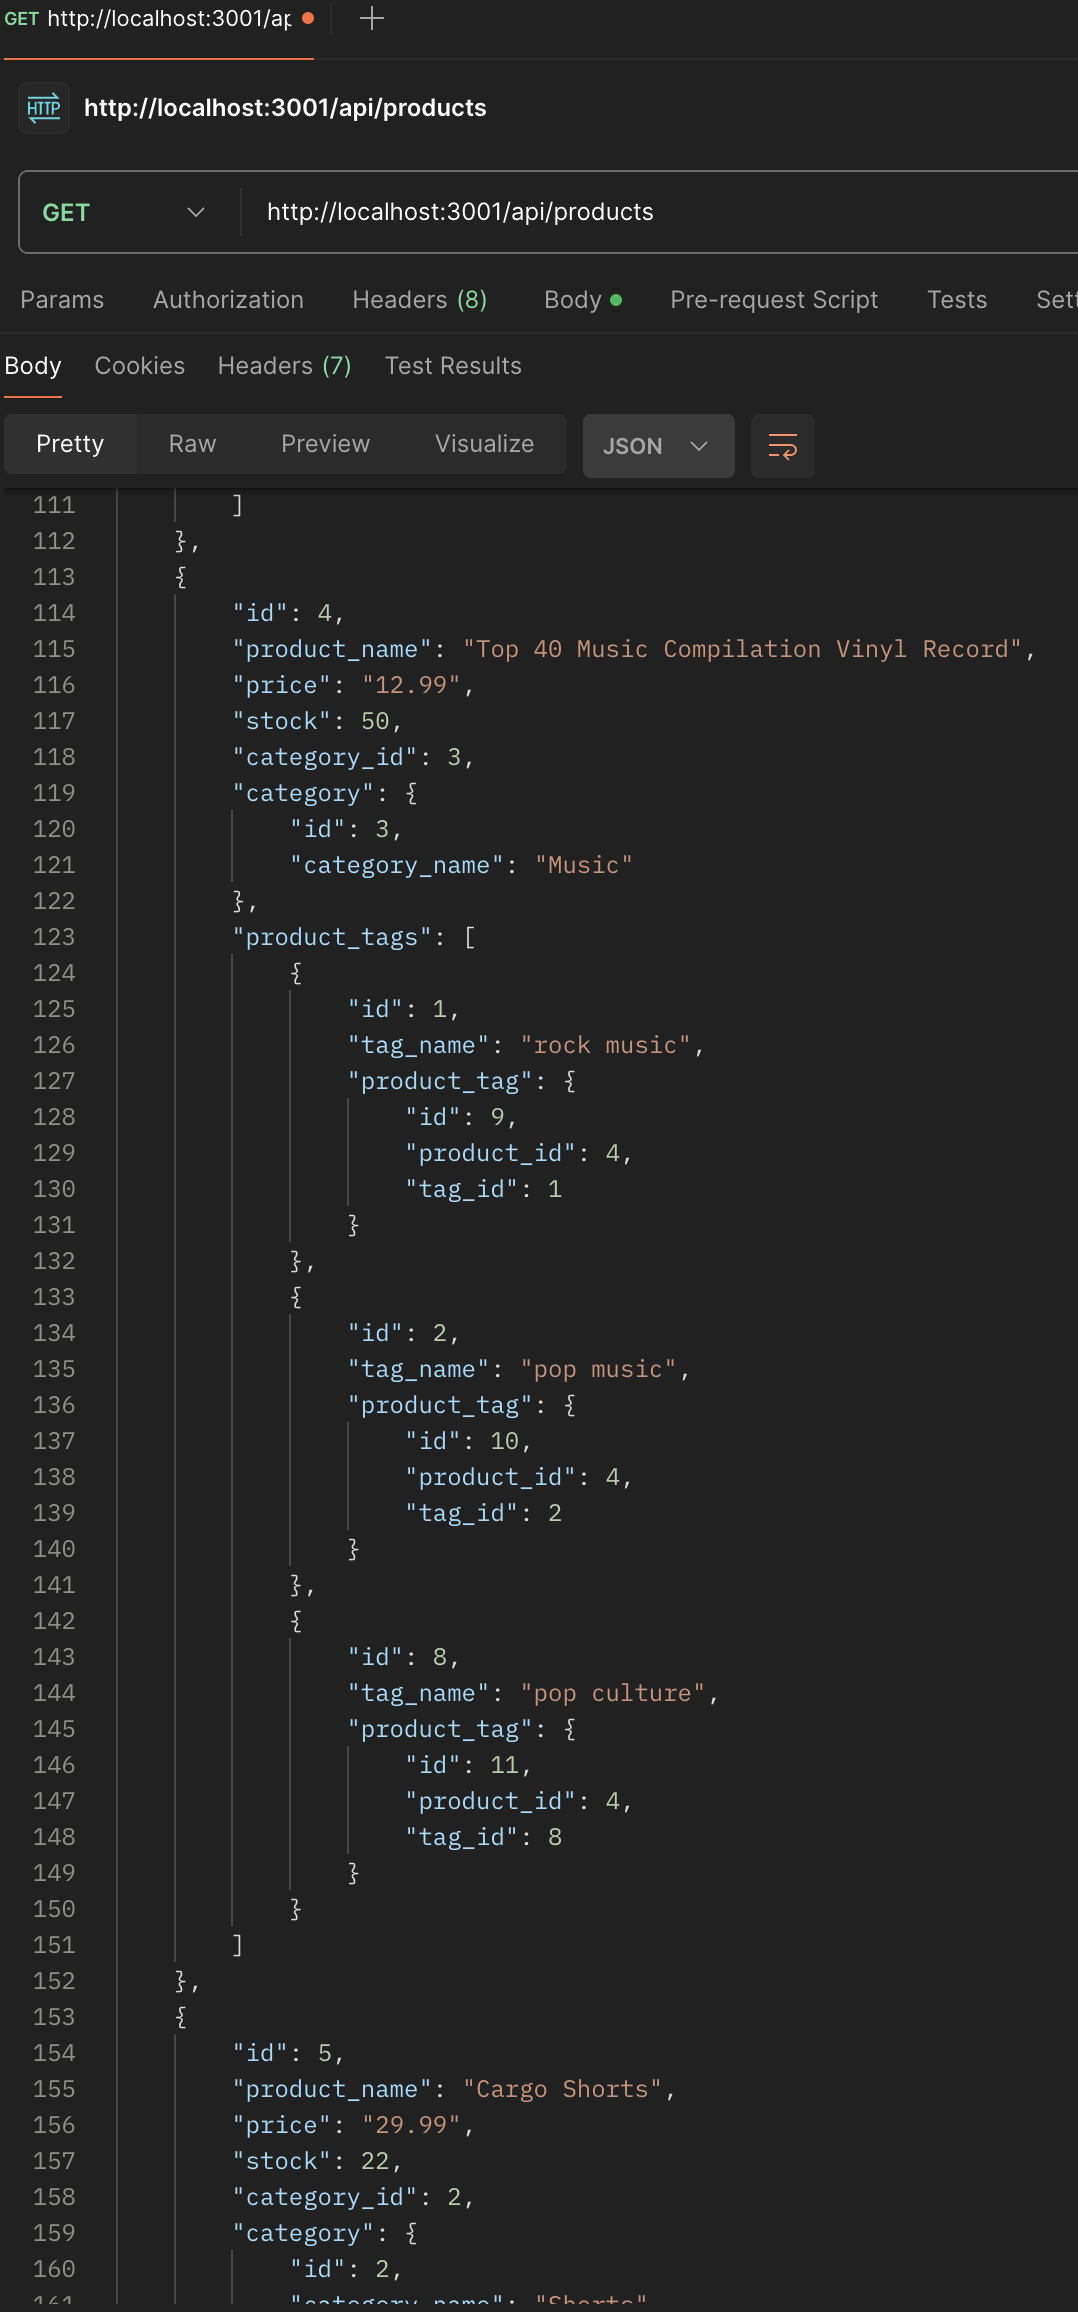 GET http://localhost:3001/ap
HTTP http://localhost:3001/api/products
GET http://localhost:3001/api/products
Params Authorization Headers (8) Body Pre-request Script Tests Sett
Body Cookies Headers (7) Test Results
Pretty Raw Preview Visualize JSON
111 ]
112 },
113 {
114 "id": 4,
115 "product_name": "Top 40 Music Compilation Vinyl Record",
116 "price": "12.99",
117 "stock": 50,
118 "category_id": 3,
119 "category": {
120 "id": 3,
121 "category_name": "Music"
122 },
123 "product_tags": [
124 {
125 "id": 1,
126 "tag_name": "rock music",
127 "product_tag": {
128 "id": 9,
129 "product_id": 4,
130 "tag_id": 1
131 }
132 },
133 {
134 "id": 2,
135 "tag_name": "pop music",
136 "product_tag": {
137 "id": 10,
138 "product_id": 4,
139 "tag_id": 2
140 }
141 },
142 {
143 "id": 8,
144 "tag_name": "pop culture",
145 "product_tag": {
146 "id": 11,
147 "product_id": 4,
148 "tag_id": 8
149 }
150 }
151 ]
152 },
153 {
154 "id": 5,
155 "product_name": "Cargo Shorts",
156 "price": "29.99",
157 "stock": 22,
158 "category_id": 2,
159 "category": {
160 "id": 2,
161 "category_name": "Shorts"